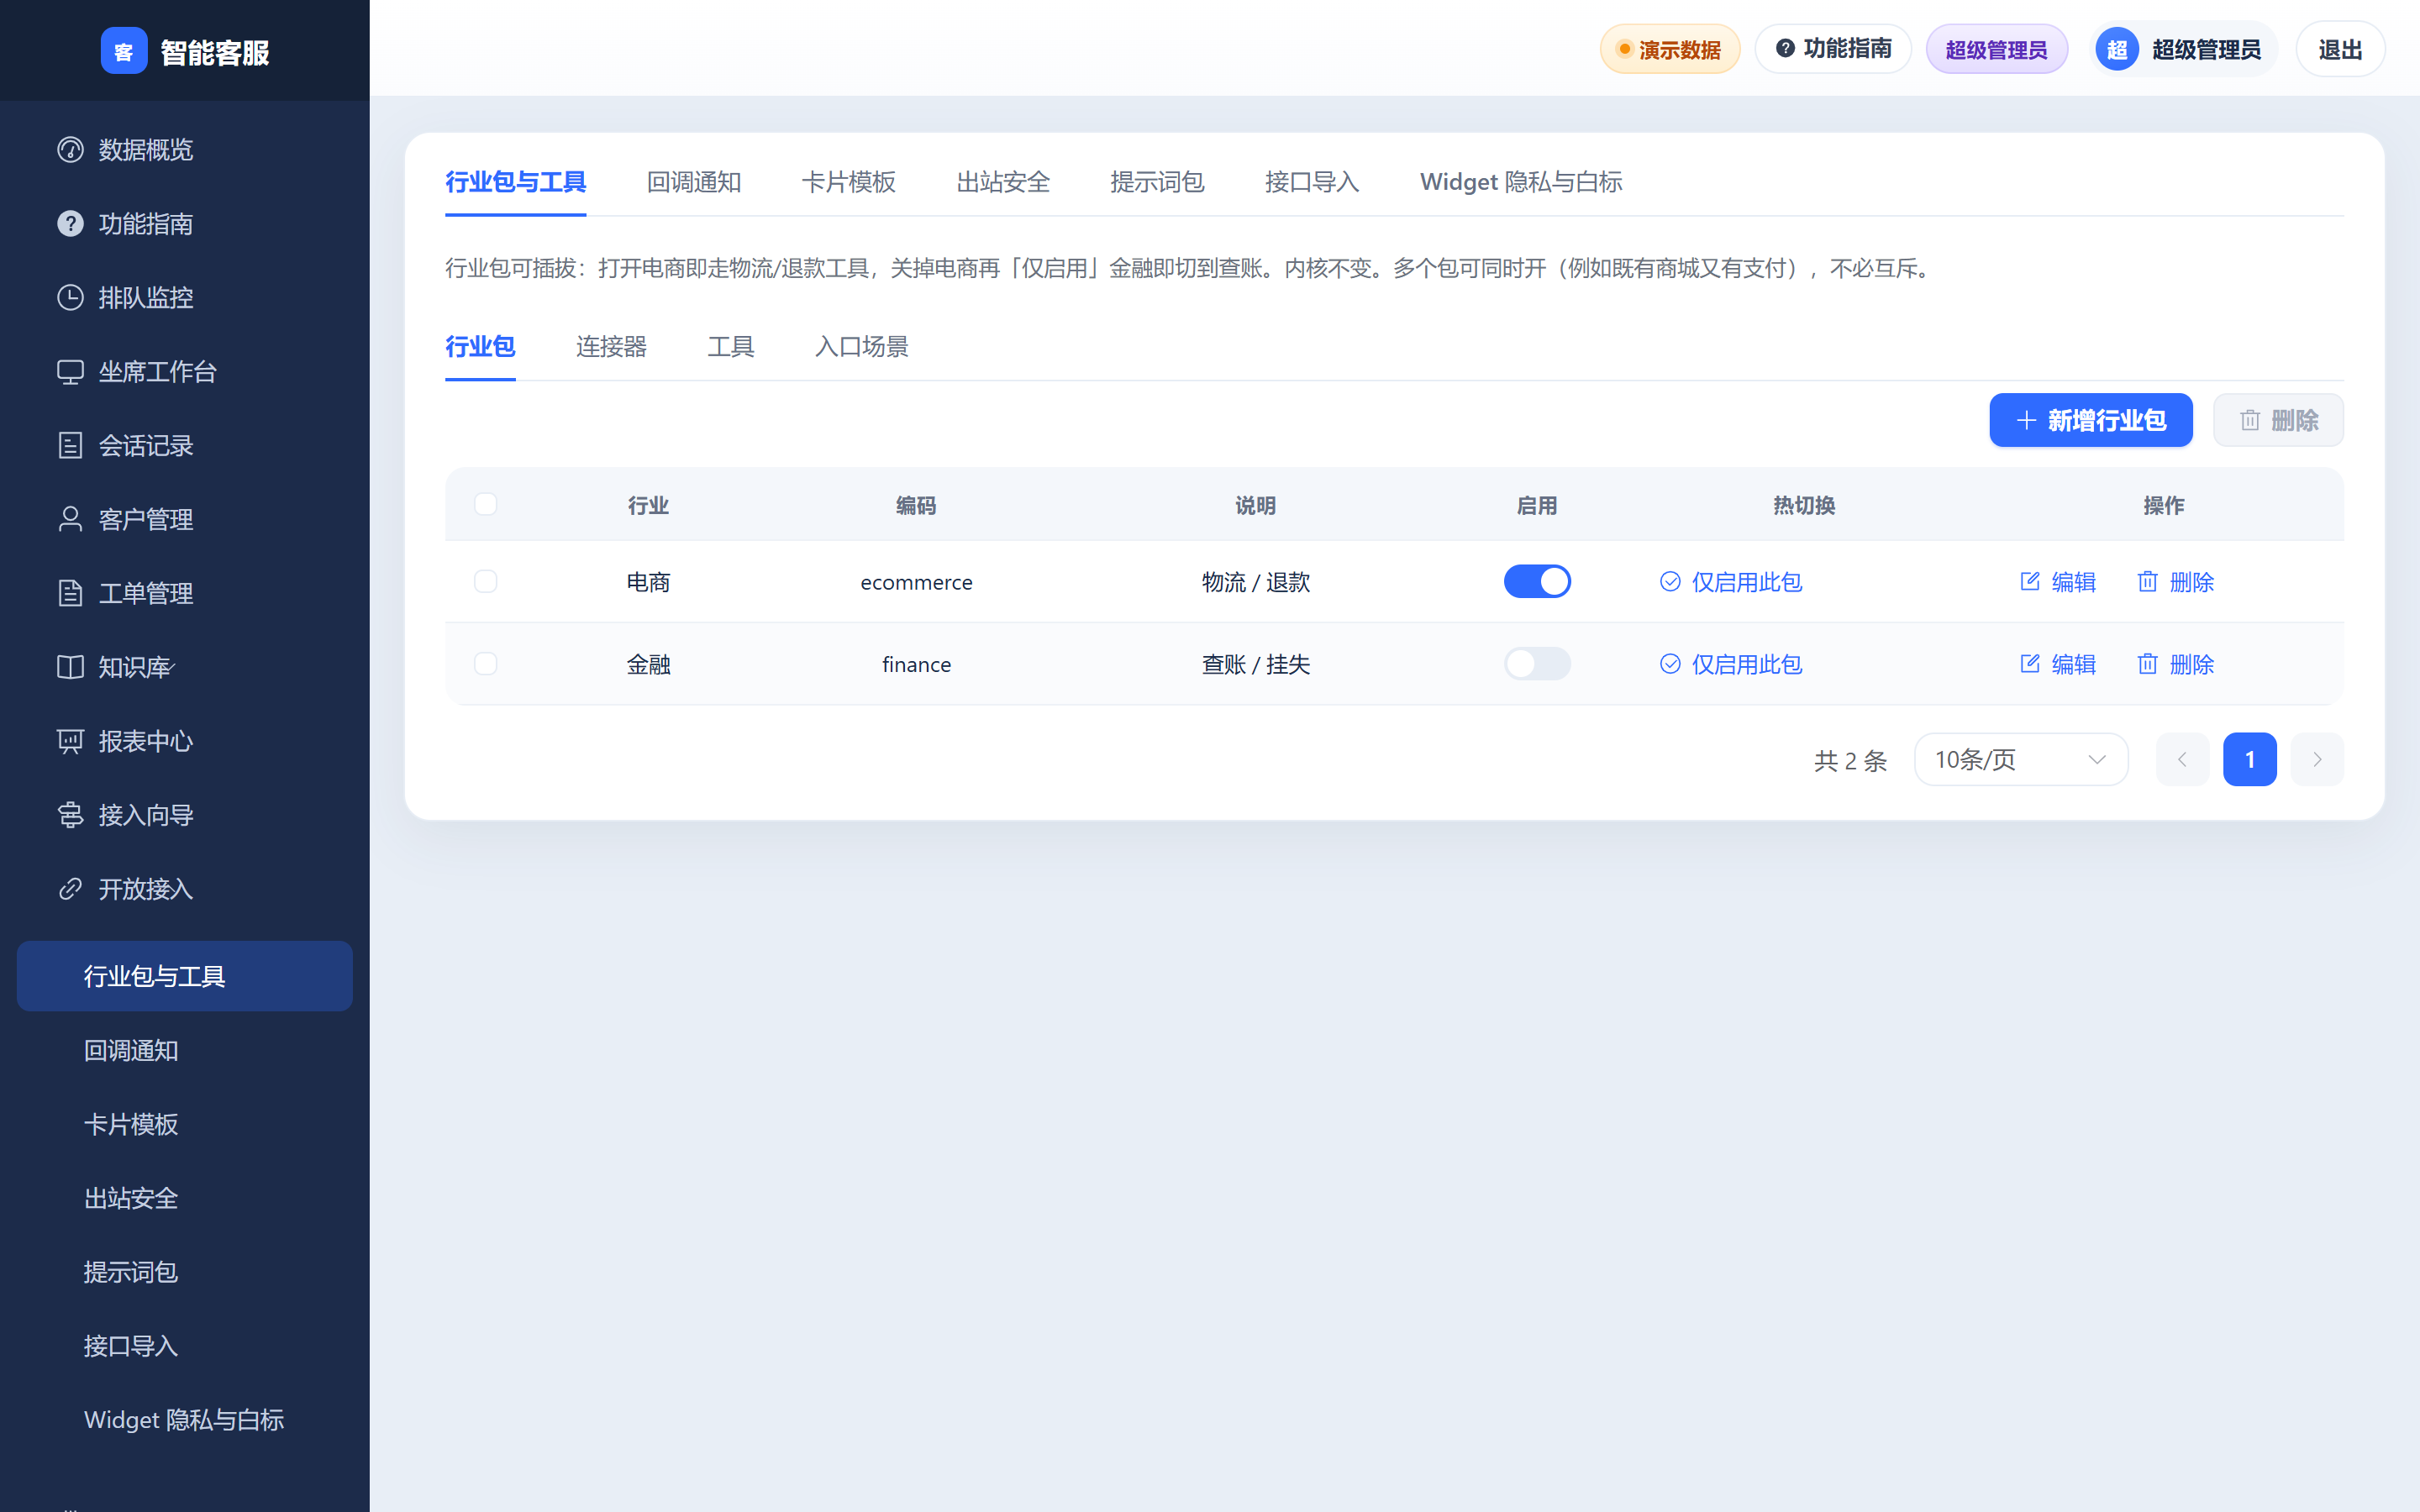 客 智能客服
演示数据 功能指南 超级管理员 超 超级管理员 退出
数据概览
功能指南
排队监控
坐席工作台
会话记录
客户管理
工单管理
知识库
报表中心
接入向导
开放接入
行业包与工具
回调通知
卡片模板
出站安全
提示词包
接口导入
Widget 隐私与白标
行业包与工具 回调通知 卡片模板 出站安全 提示词包 接口导入 Widget 隐私与白标
行业包可插拔：打开电商即走物流/退款工具，关掉电商再「仅启用」金融即切到查账。内核不变。多个包可同时开（例如既有商城又有支付），不必互斥。
行业包 连接器 工具 入口场景
新增行业包 删除
行业 编码 说明 启用 热切换 操作
电商 ecommerce 物流 / 退款 仅启用此包 编辑 删除
金融 finance 查账 / 挂失 仅启用此包 编辑 删除
共 2 条 10条/页 1